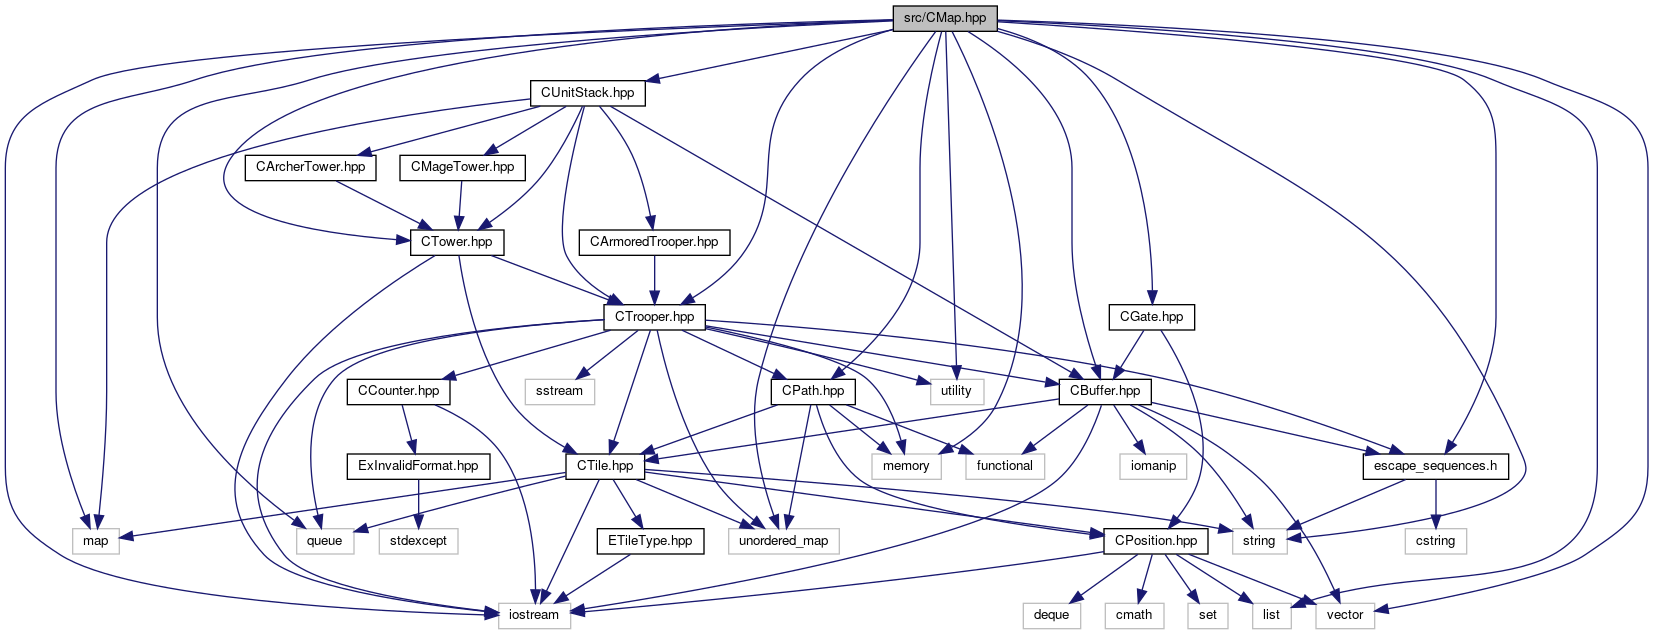 src/CMap.hpp
CUnitStack.hpp
CArcherTower.hpp
CMageTower.hpp
CTower.hpp
CArmoredTrooper.hpp
CTrooper.hpp
CGate.hpp
CCounter.hpp
sstream
CPath.hpp
utility
CBuffer.hpp
ExInvalidFormat.hpp
CTile.hpp
memory
functional
iomanip
escape_sequences.h
map
queue
stdexcept
ETileType.hpp
unordered_map
CPosition.hpp
string
cstring
iostream
deque
cmath
set
list
vector